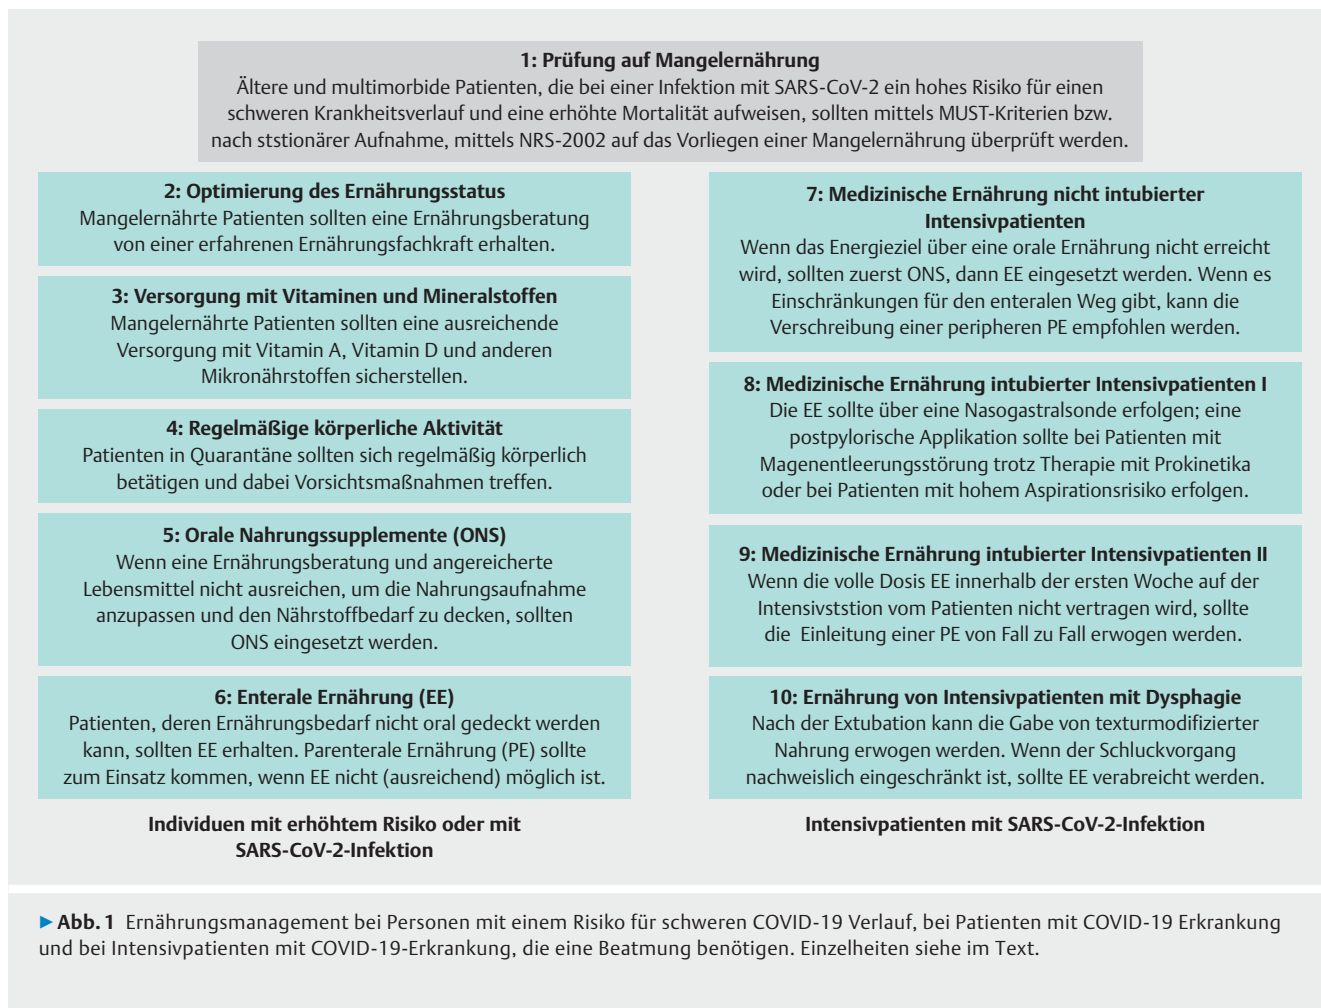 1: Prüfung auf Mangelernährung
Ältere und multimorbide Patienten, die bei einer Infektion mit SARS-CoV-2 ein hohes Risiko für einen
schweren Krankheitsverlauf und eine erhöhte Mortalität aufweisen, sollten mittels MUST-Kriterien bzw.
nach ststionärer Aufnahme, mittels NRS-2002 auf das Vorliegen einer Mangelernährung überprüft werden.
2: Optimierung des Ernährungsstatus
Mangelernährte Patienten sollten eine Ernährungsberatung
von einer erfahrenen Ernährungsfachkraft erhalten.
3: Versorgung mit Vitaminen und Mineralstoffen
Mangelernährte Patienten sollten eine ausreichende
Versorgung mit Vitamin A, Vitamin D und anderen
Mikronährstoffen sicherstellen.
4: Regelmäßige körperliche Aktivität
Patienten in Quarantäne sollten sich regelmäßig körperlich
betätigen und dabei Vorsichtsmaßnahmen treffen.
5: Orale Nahrungssupplemente (ONS)
Wenn eine Ernährungsberatung und angereicherte
Lebensmittel nicht ausreichen, um die Nahrungsaufnahme
anzupassen und den Nährstoffbedarf zu decken, sollten
ONS eingesetzt werden.
6: Enterale Ernährung (EE)
Patienten, deren Ernährungsbedarf nicht oral gedeckt werden
kann, sollten EE erhalten. Parenterale Ernährung (PE) sollte
zum Einsatz kommen, wenn EE nicht (ausreichend) möglich ist.
Individuen mit erhöhtem Risiko oder mit
SARS-CoV-2-Infektion
7: Medizinische Ernährung nicht intubierter
Intensivpatienten
Wenn das Energieziel über eine orale Ernährung nicht erreicht
wird, sollten zuerst ONS, dann EE eingesetzt werden. Wenn es
Einschränkungen für den enteralen Weg gibt, kann die
Verschreibung einer peripheren PE empfohlen werden.
8: Medizinische Ernährung intubierter Intensivpatienten I
Die EE sollte über eine Nasogastralsonde erfolgen; eine
postpylorische Applikation sollte bei Patienten mit
Magenentleerungsstörung trotz Therapie mit Prokinetika
oder bei Patienten mit hohem Aspirationsrisiko erfolgen.
9: Medizinische Ernährung intubierter Intensivpatienten II
Wenn die volle Dosis EE innerhalb der ersten Woche auf der
Intensivststion vom Patienten nicht vertragen wird, sollte
die Einleitung einer PE von Fall zu Fall erwogen werden.
10: Ernährung von Intensivpatienten mit Dysphagie
Nach der Extubation kann die Gabe von texturmodifizierter
Nahrung erwogen werden. Wenn der Schluckvorgang
nachweislich eingeschränkt ist, sollte EE verabreicht werden.
Intensivpatienten mit SARS-CoV-2-Infektion
▶ Abb. 1 Ernährungsmanagement bei Personen mit einem Risiko für schweren COVID-19 Verlauf, bei Patienten mit COVID-19 Erkrankung
und bei Intensivpatienten mit COVID-19-Erkrankung, die eine Beatmung benötigen. Einzelheiten siehe im Text.